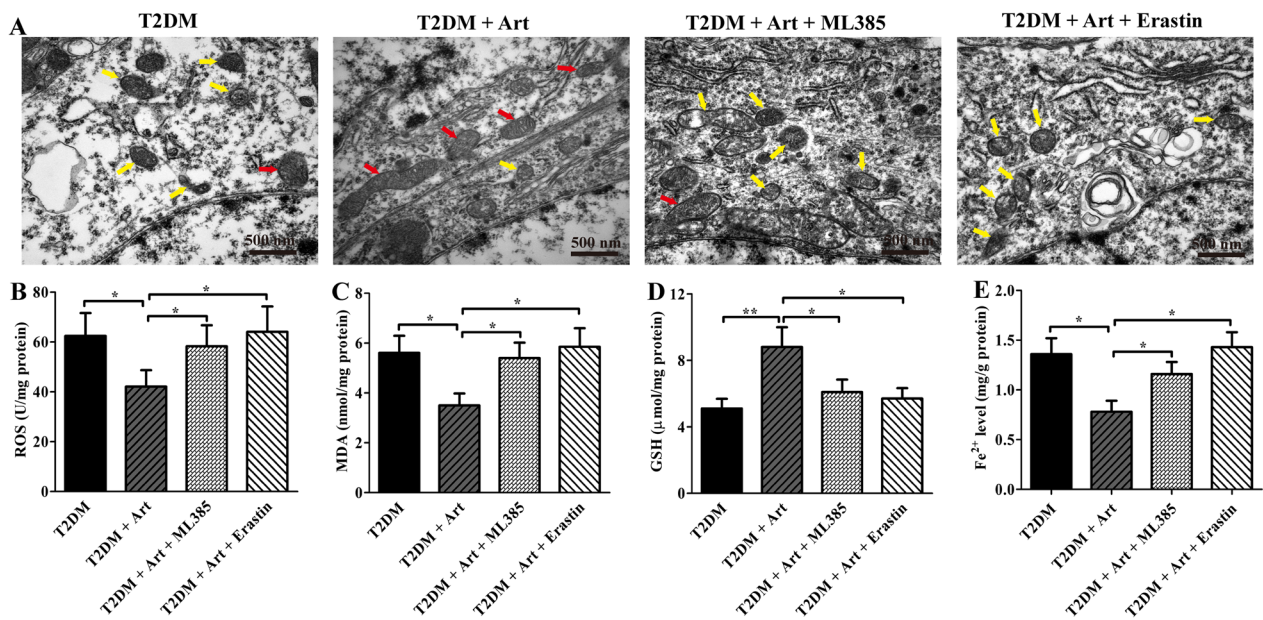 A
T2DM
T2DM + Art
T2DM + Art + ML385
T2DM + Art + Erastin
500 nm
500 nm
500 nm
500 nm
B
ROS (U/mg protein)
80
60
40
20
0
*
*
*
T2DM
T2DM + Art
T2DM + Art + ML385
T2DM + Art + Erastin
C
MDA (nmol/mg protein)
8
6
4
2
0
*
*
*
T2DM
T2DM + Art
T2DM + Art + ML385
T2DM + Art + Erastin
D
GSH (μ mol/mg protein)
12
9
6
3
0
**
*
*
T2DM
T2DM + Art
T2DM + Art + ML385
T2DM + Art + Erastin
E
Fe²⁺ level (mg/g protein)
2.0
1.5
1.0
0.5
0.0
*
*
*
T2DM
T2DM + Art
T2DM + Art + ML385
T2DM + Art + Erastin